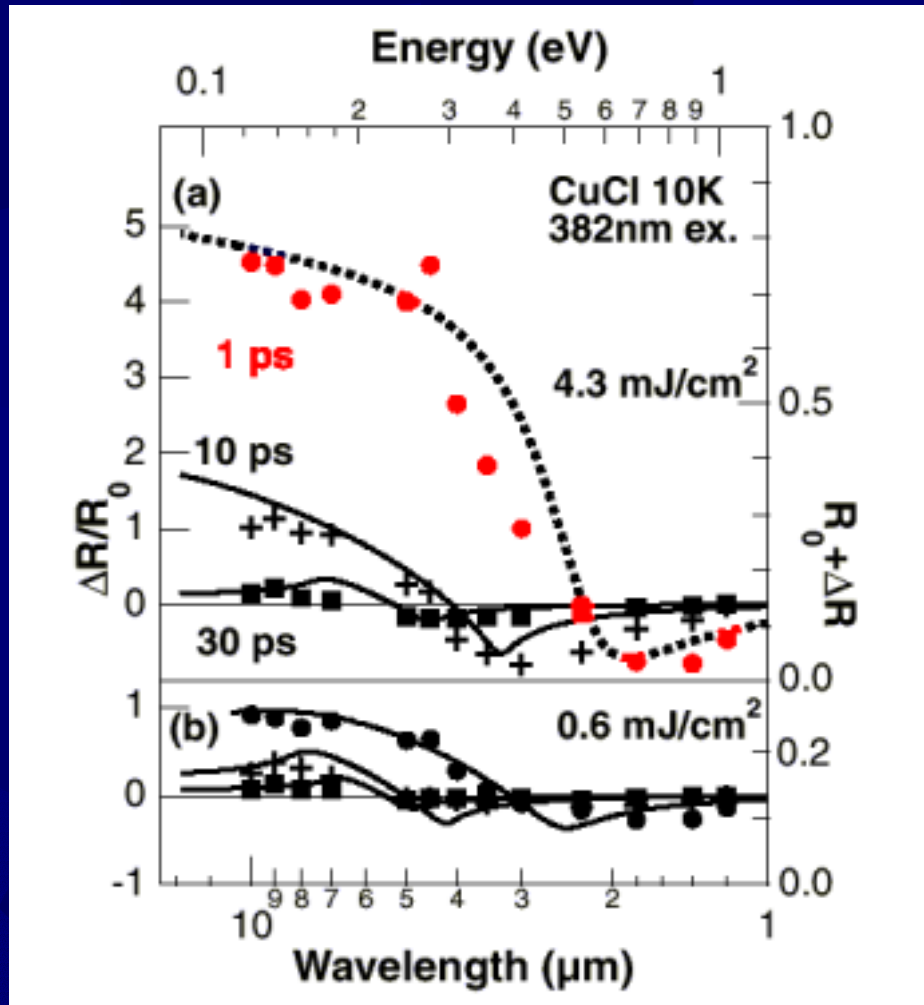 Energy (eV)
0.1 1
2 3 4 5 6 7 8 9
1.0
(a) CuCl 10K
382nm ex.
5
4
1 ps
3 4.3 mJ/cm²
0.5
2 10 ps
1
0
30 ps
0.0
ΔR/R₀
R₀+ΔR
1
(b) 0.6 mJ/cm²
0.2
0
-1 0.0
9 8 7 6 5 4 3 2
10 1
Wavelength (μm)